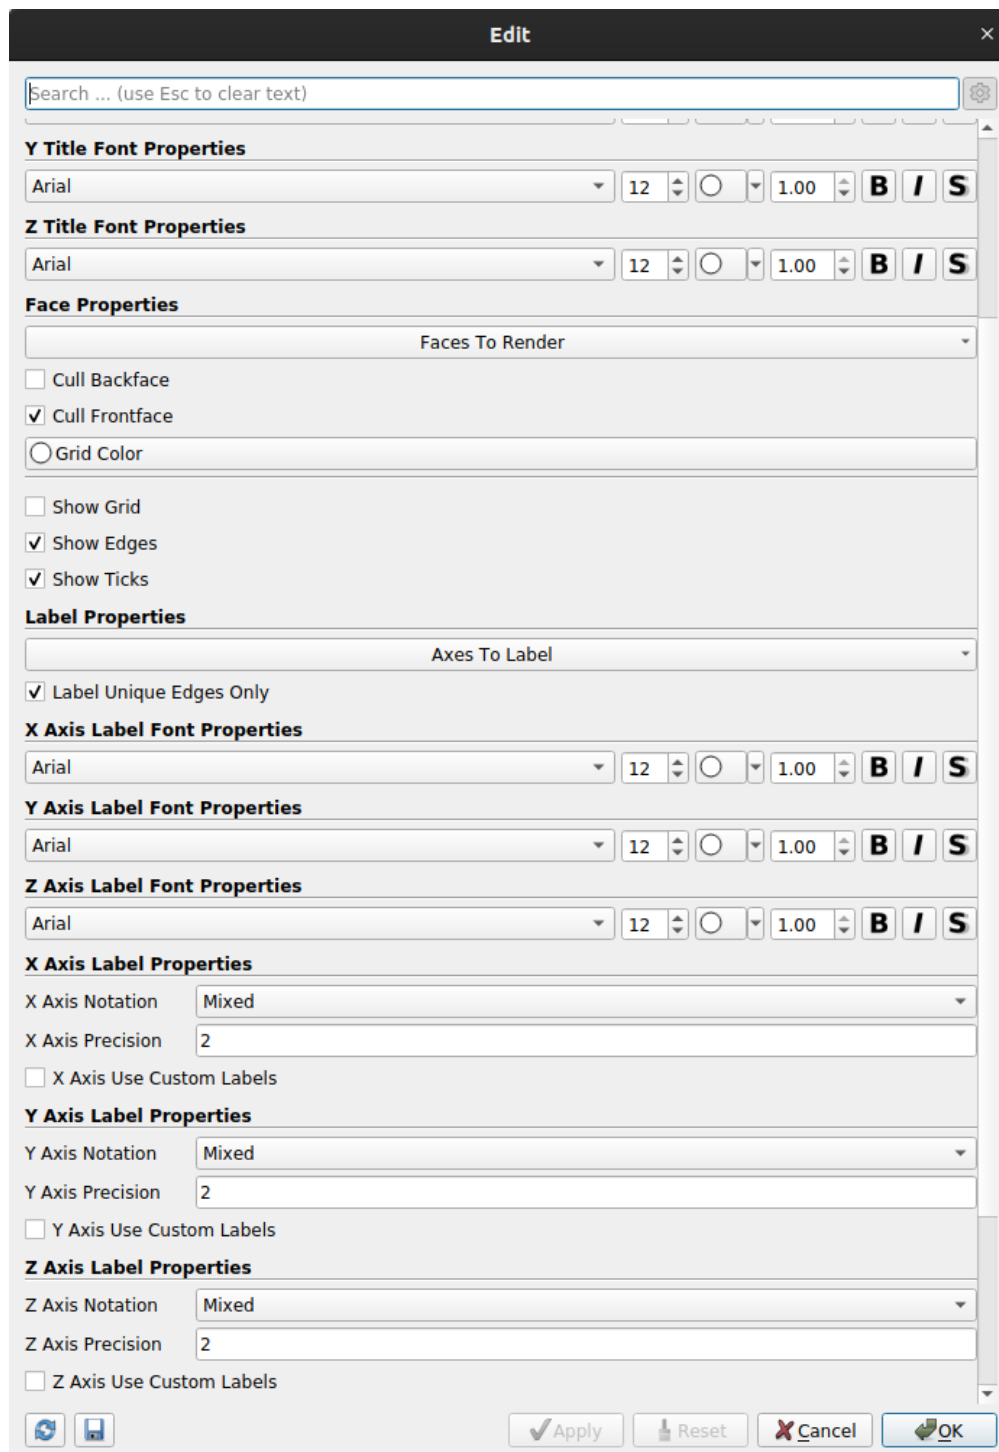 Edit
Search ... (use Esc to clear text)
Y Title Font Properties
Arial 12 1.00 B I S
Z Title Font Properties
Arial 12 1.00 B I S
Face Properties
Faces To Render
Cull Backface
Cull Frontface
Grid Color
Show Grid
Show Edges
Show Ticks
Label Properties
Axes To Label
Label Unique Edges Only
X Axis Label Font Properties
Arial 12 1.00 B I S
Y Axis Label Font Properties
Arial 12 1.00 B I S
Z Axis Label Font Properties
Arial 12 1.00 B I S
X Axis Label Properties
X Axis Notation Mixed
X Axis Precision 2
X Axis Use Custom Labels
Y Axis Label Properties
Y Axis Notation Mixed
Y Axis Precision 2
Y Axis Use Custom Labels
Z Axis Label Properties
Z Axis Notation Mixed
Z Axis Precision 2
Z Axis Use Custom Labels
Apply Reset Cancel OK